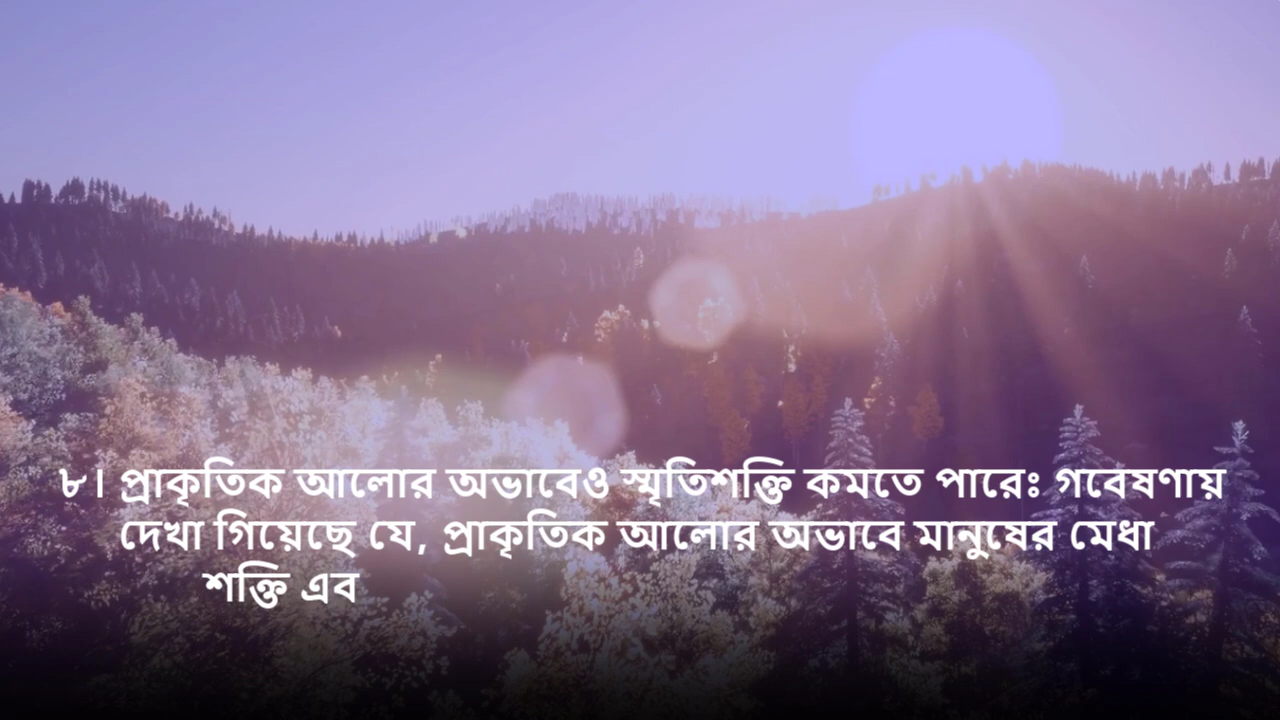 ৮। প্রাকৃতিক আলোর অভাবেও স্মৃতিশক্তি কমতে পারেঃ গবেষণায়
দেখা গিয়েছে যে, প্রাকৃতিক আলোর অভাবে মানুষের মেধা
শক্তি এব